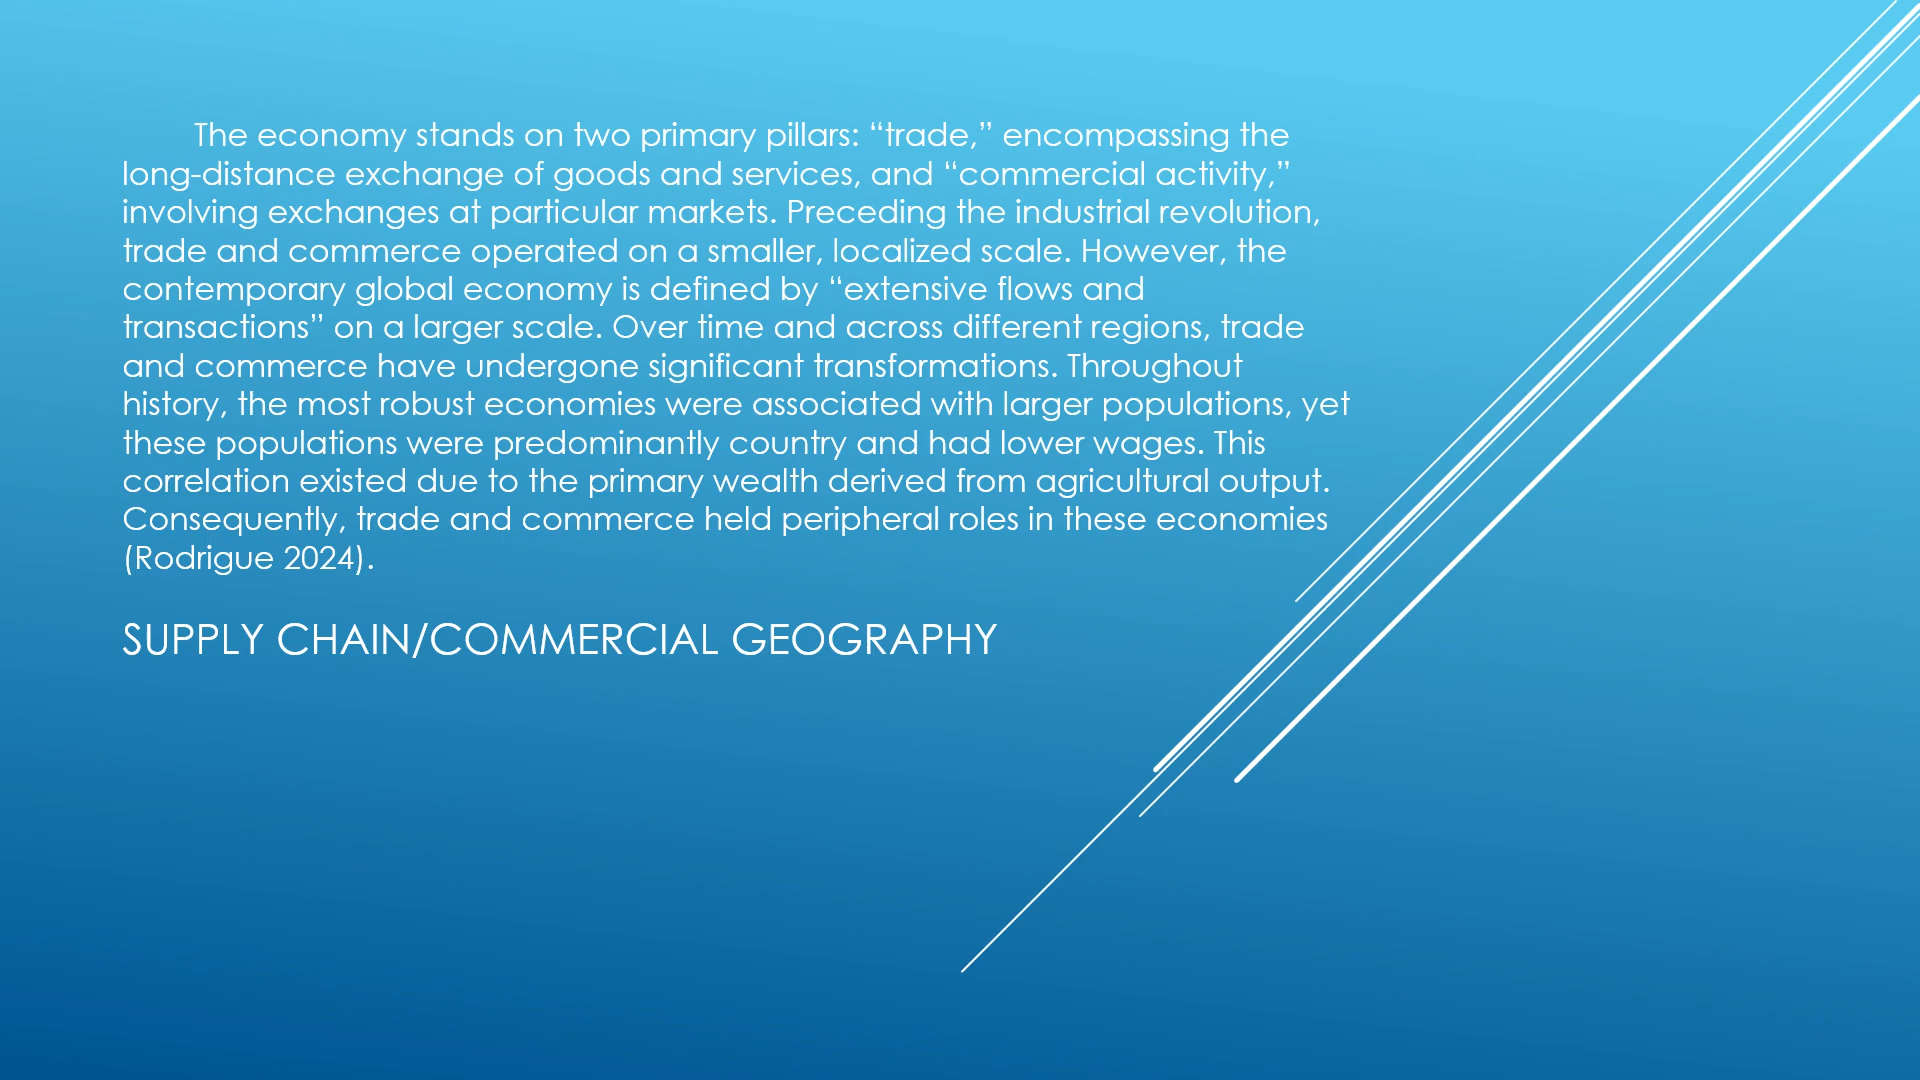 The economy stands on two primary pillars: “trade,” encompassing the
long-distance exchange of goods and services, and “commercial activity,”
involving exchanges at particular markets. Preceding the industrial revolution,
trade and commerce operated on a smaller, localized scale. However, the
contemporary global economy is defined by “extensive flows and
transactions” on a larger scale. Over time and across different regions, trade
and commerce have undergone significant transformations. Throughout
history, the most robust economies were associated with larger populations, yet
these populations were predominantly country and had lower wages. This
correlation existed due to the primary wealth derived from agricultural output.
Consequently, trade and commerce held peripheral roles in these economies
(Rodrigue 2024).
SUPPLY CHAIN/COMMERCIAL GEOGRAPHY